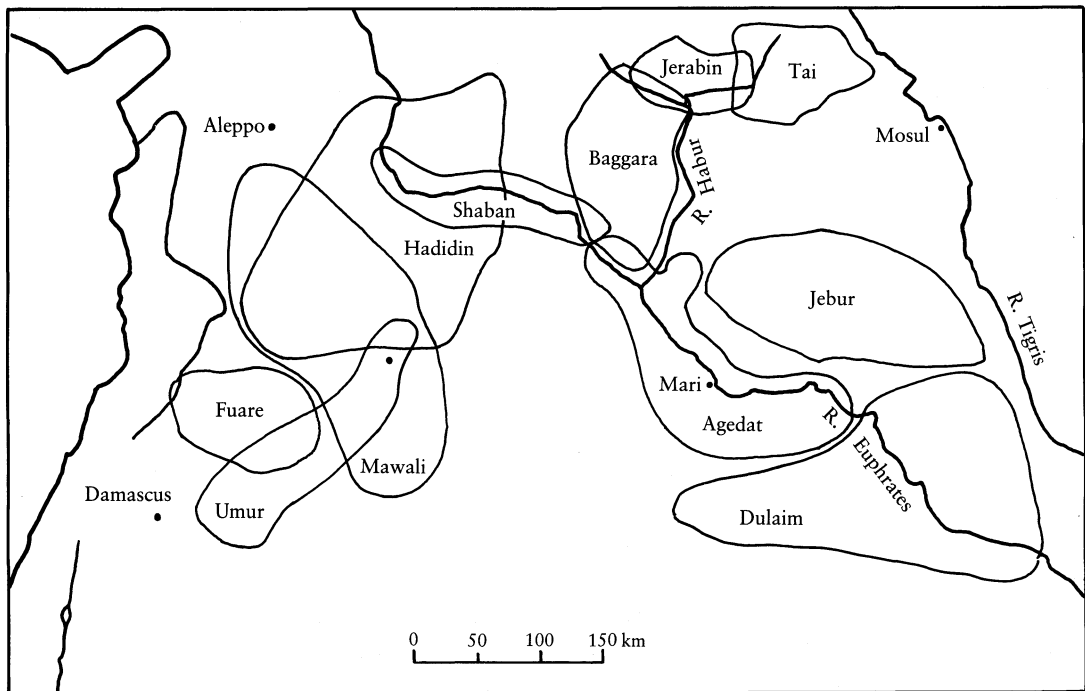 Jerabin
Tai
Aleppo
Mosul
Baggara
R. Habur
Shaban
Hadidin
Jebur
R. Tigris
Mari
Fuare
Agedat
R. Euphrates
Mawali
Damascus
Umur
Dulaim
0 50 100 150 km